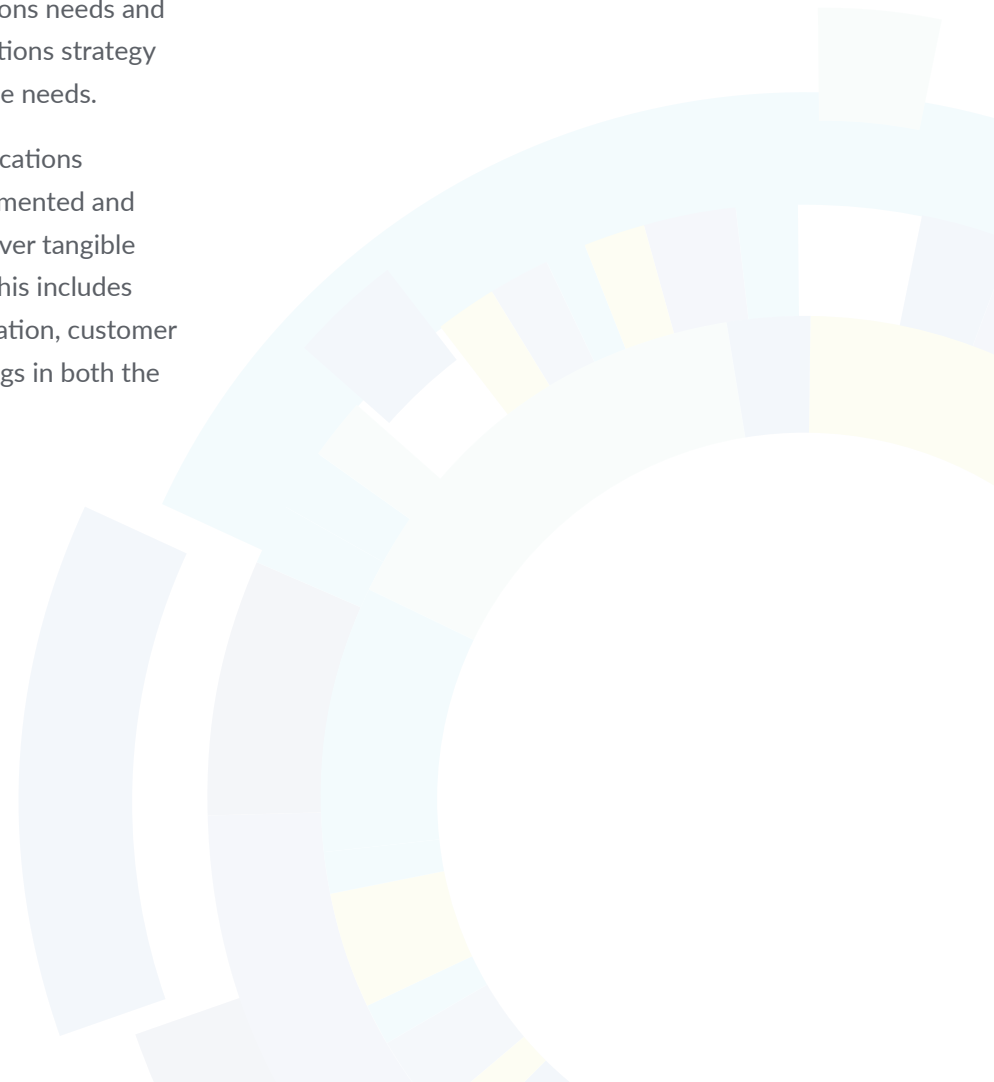 ons needs and
tions strategy
e needs.
cations
mented and
ver tangible
his includes
ation, customer
gs in both the